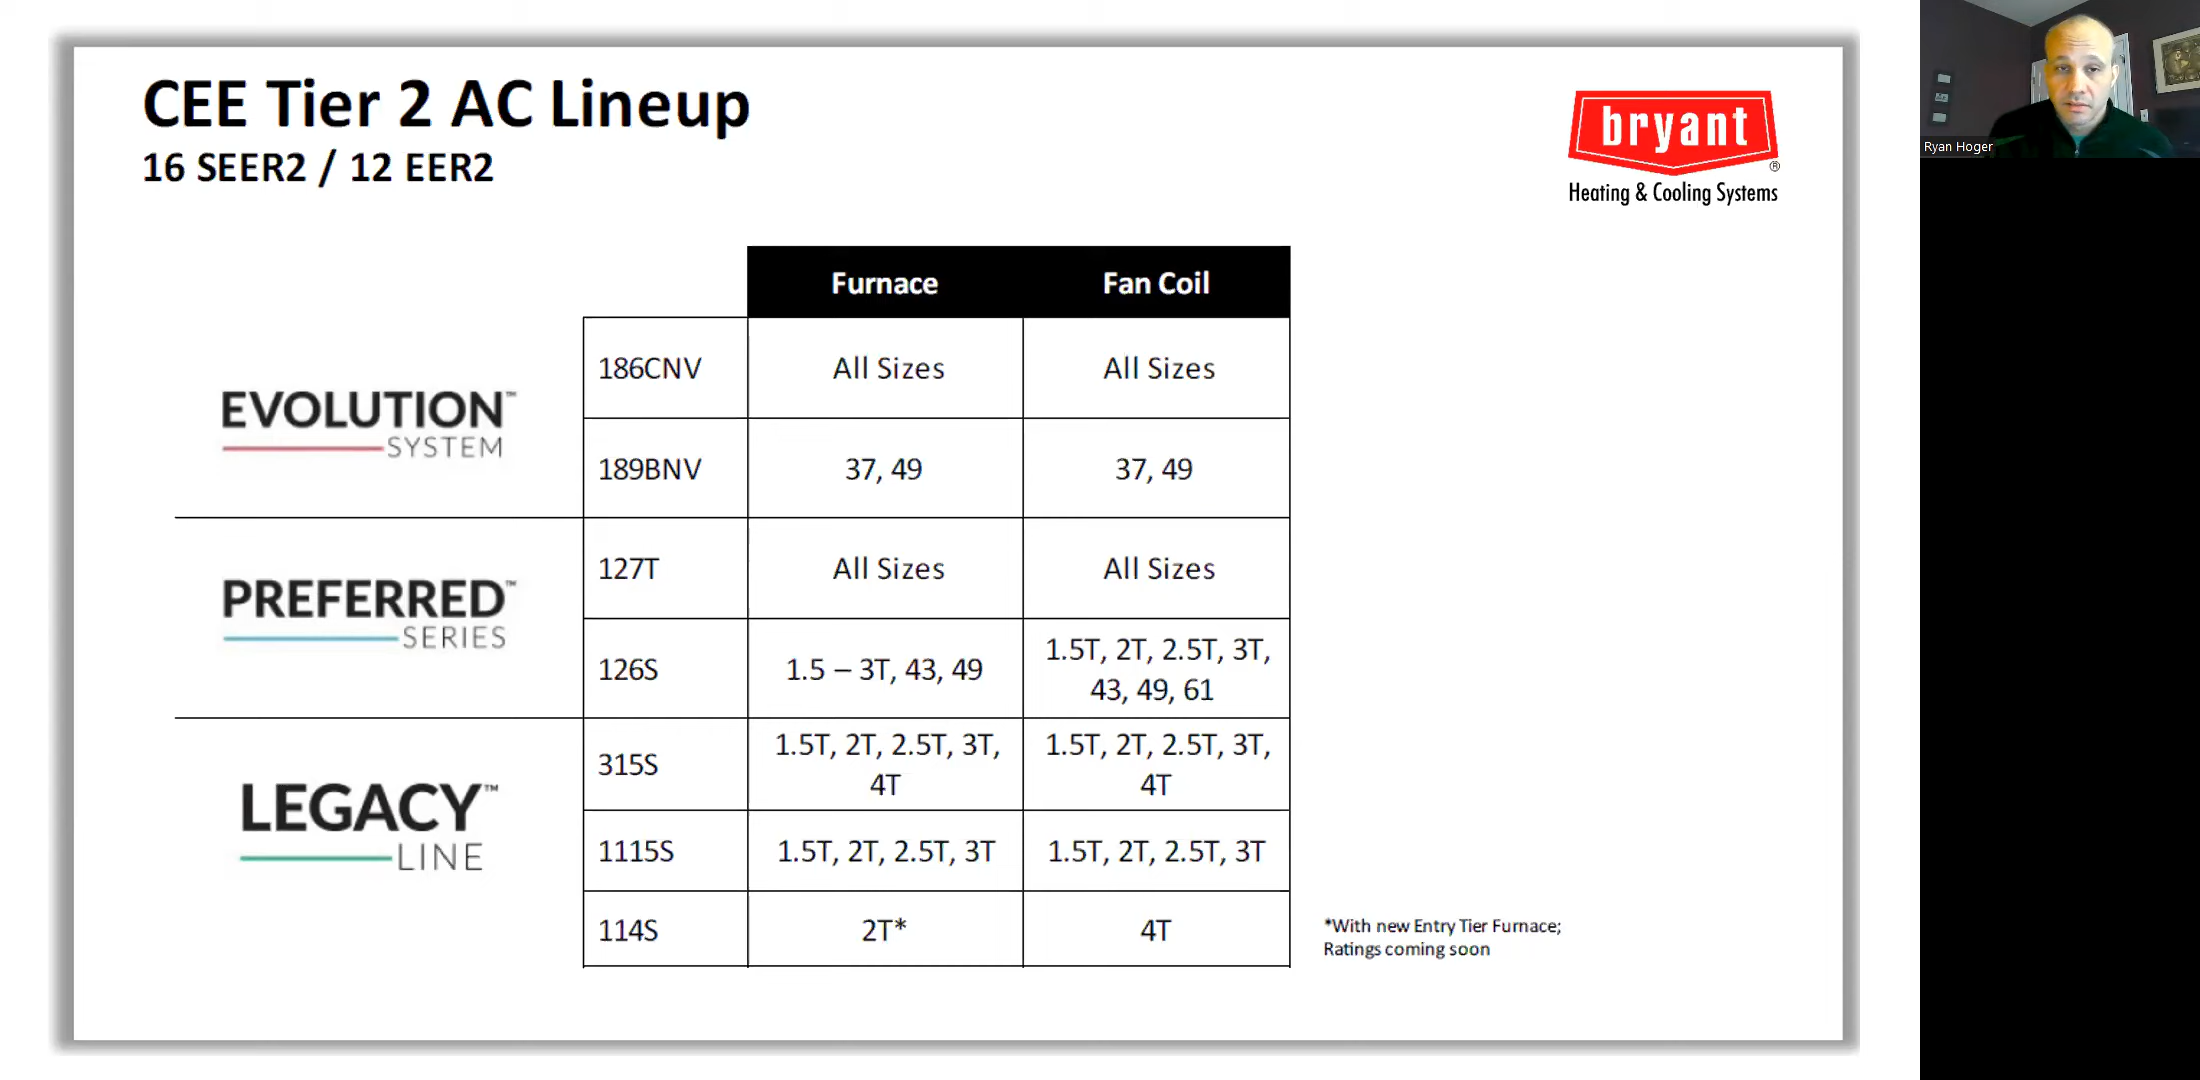 CEE Tier 2 AC Lineup
16 SEER2 / 12 EER2
bryant
®
Heating & Cooling Systems
Ryan Hoger
Furnace Fan Coil
EVOLUTION™
SYSTEM
186CNV All Sizes All Sizes
189BNV 37, 49 37, 49
PREFERRED™
SERIES
127T All Sizes All Sizes
126S 1.5 – 3T, 43, 49 1.5T, 2T, 2.5T, 3T,
43, 49, 61
LEGACY™
LINE
315S 1.5T, 2T, 2.5T, 3T, 1.5T, 2T, 2.5T, 3T,
4T 4T
1115S 1.5T, 2T, 2.5T, 3T 1.5T, 2T, 2.5T, 3T
114S 2T* 4T
*With new Entry Tier Furnace;
Ratings coming soon